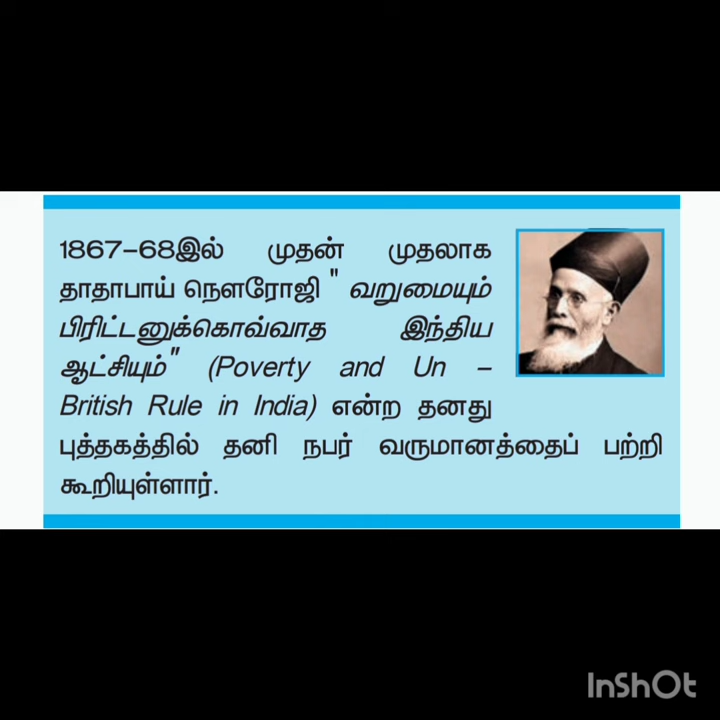 1867-68இல் முதன் முதலாக
தாதாபாய் நௌரோஜி " வறுமையும்
பிரிட்டனுக்கொவ்வாத இந்திய
ஆட்சியும்" (Poverty and Un –
British Rule in India) என்ற தனது
புத்தகத்தில் தனி நபர் வருமானத்தைப் பற்றி
கூறியுள்ளார்.
InShOt